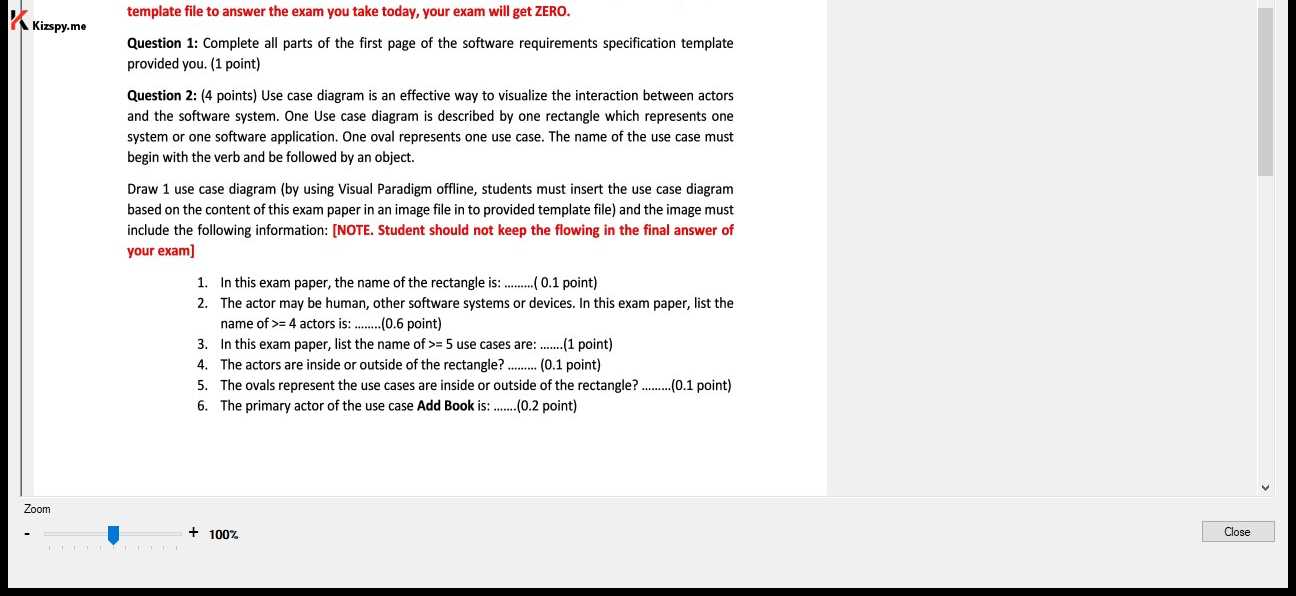 template file to answer the exam you take today, your exam will get ZERO.
Kizspy.me
Question 1: Complete all parts of the first page of the software requirements specification template
provided you. (1 point)
Question 2: (4 points) Use case diagram is an effective way to visualize the interaction between actors
and the software system. One Use case diagram is described by one rectangle which represents one
system or one software application. One oval represents one use case. The name of the use case must
begin with the verb and be followed by an object.
Draw 1 use case diagram (by using Visual Paradigm offline, students must insert the use case diagram
based on the content of this exam paper in an image file in to provided template file) and the image must
include the following information: [NOTE. Student should not keep the flowing in the final answer of
your exam]
1. In this exam paper, the name of the rectangle is: .........( 0.1 point)
2. The actor may be human, other software systems or devices. In this exam paper, list the
name of >= 4 actors is: ........(0.6 point)
3. In this exam paper, list the name of >= 5 use cases are: .......(1 point)
4. The actors are inside or outside of the rectangle? ......... (0.1 point)
5. The ovals represent the use cases are inside or outside of the rectangle? .........(0.1 point)
6. The primary actor of the use case Add Book is: .......(0.2 point)
Zoom
- + 100%
Close